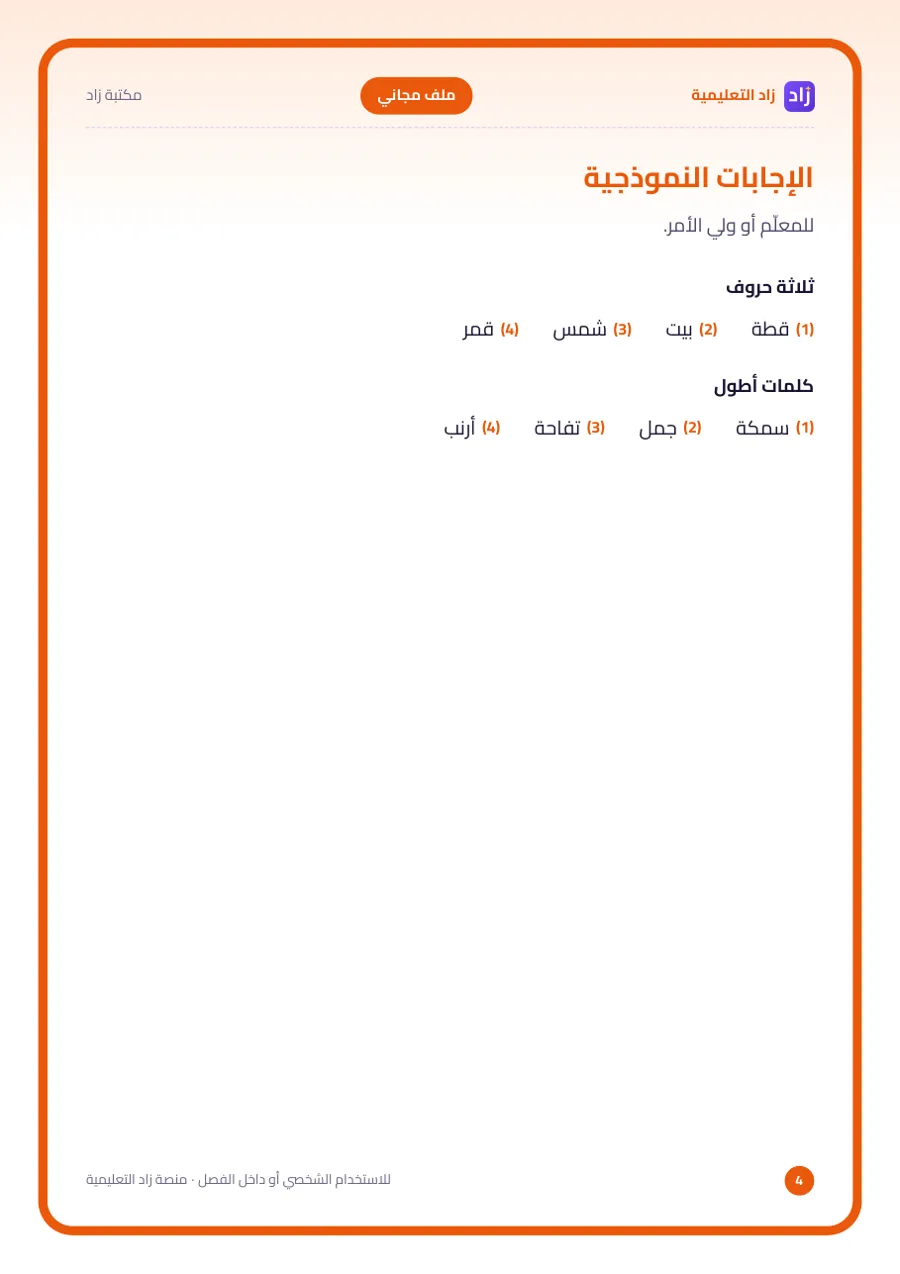 زاد زاد التعليمية ملف مجاني مكتبة زاد
الإجابات النموذجية
للمعلّم أو ولي الأمر.
ثلاثة حروف
(1) قطة (2) بيت (3) شمس (4) قمر
كلمات أطول
(1) سمكة (2) جمل (3) تفاحة (4) أرنب
4 للاستخدام الشخصي أو داخل الفصل · منصة زاد التعليمية